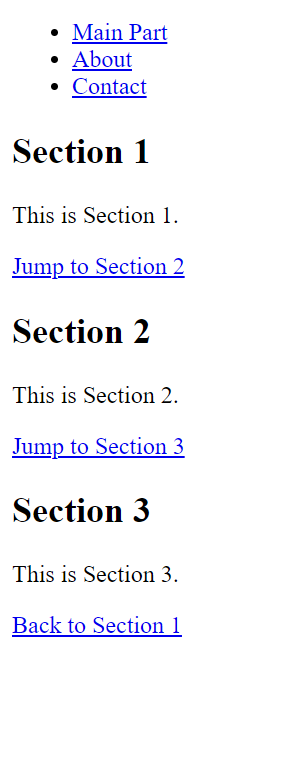 Main Part
About
Contact
Section 1
This is Section 1.
Jump to Section 2
Section 2
This is Section 2.
Jump to Section 3
Section 3
This is Section 3.
Back to Section 1